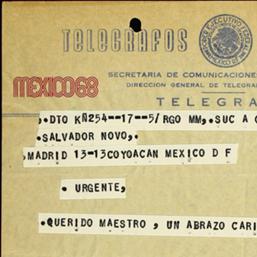 TELEGRAFOS
MEXICO68
SECRETARIA DE COMUNICACIONES
DIRECCION GENERAL DE TELEGRA
TELEGRA
.DTO KÑ254--17--5/RGO MM, SUC A C
.SALVADOR NOVO,
MADRID 13-13COYOACAN MEXICO D F
. URGENTE,
.QUERIDO MAESTRO , UN ABRAZO CARI